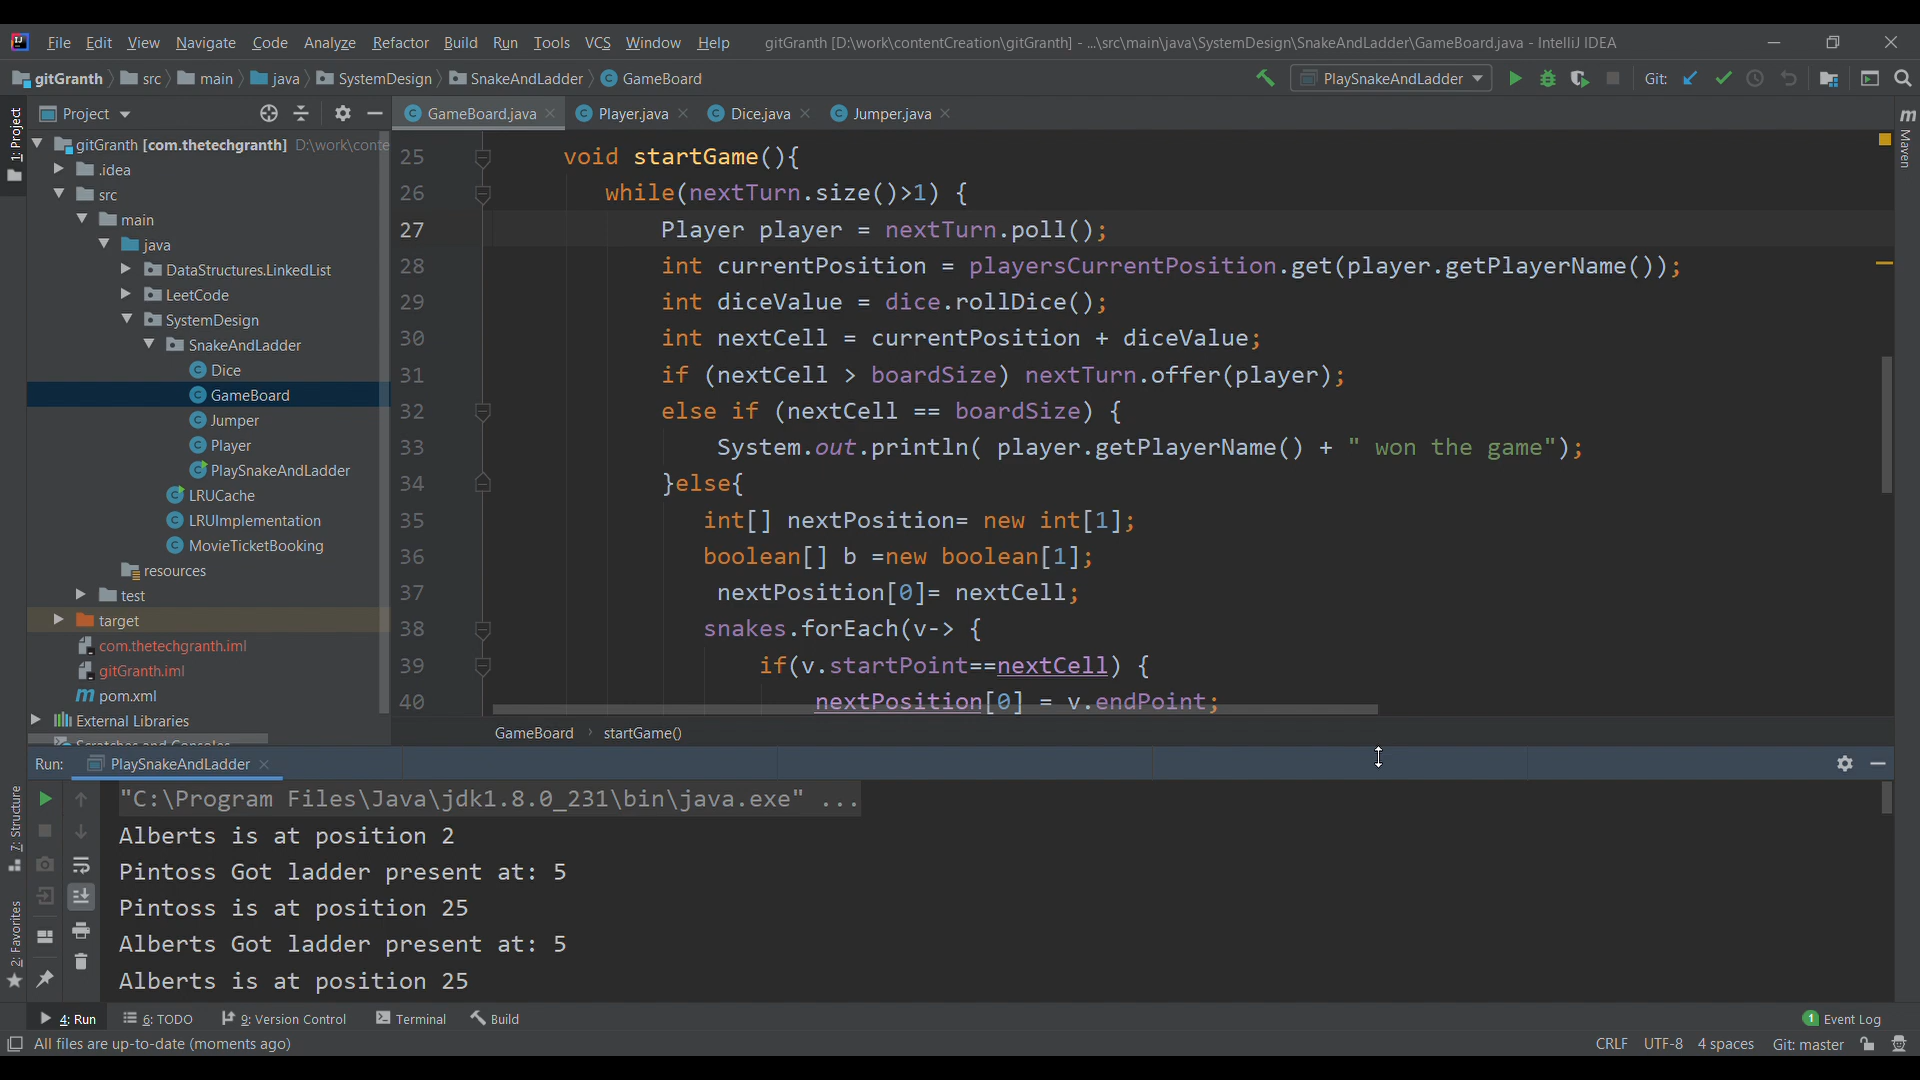 File Edit View Navigate Code Analyze Refactor Build Run Tools VCS Window Help gitGranth [D:\work\contentCreation\gitGranth] - ...\src\main\java\SystemDesign\SnakeAndLadder\GameBoard.java - IntelliJ IDEA
gitGranth src main java SystemDesign SnakeAndLadder GameBoard PlaySnakeAndLadder Git:
Project
GameBoard.java Player.java Dice.java Jumper.java
1: Project
Maven
gitGranth [com.thetechgranth] D:\work\conte
.idea
src
main
java
DataStructures.LinkedList
LeetCode
SystemDesign
SnakeAndLadder
Dice
GameBoard
Jumper
Player
PlaySnakeAndLadder
LRUCache
LRUImplementation
MovieTicketBooking
resources
test
target
com.thetechgranth.iml
gitGranth.iml
pom.xml
External Libraries
Scratches and Consoles
25 void startGame(){
26 while(nextTurn.size()>1) {
27 Player player = nextTurn.poll();
28 int currentPosition = playersCurrentPosition.get(player.getPlayerName());
29 int diceValue = dice.rollDice();
30 int nextCell = currentPosition + diceValue;
31 if (nextCell > boardSize) nextTurn.offer(player);
32 else if (nextCell == boardSize) {
33 System.out.println( player.getPlayerName() + " won the game");
34 }else{
35 int[] nextPosition= new int[1];
36 boolean[] b =new boolean[1];
37 nextPosition[0]= nextCell;
38 snakes.forEach(v-> {
39 if(v.startPoint==nextCell) {
40 nextPosition[0] = v.endPoint;
GameBoard startGame()
Run: PlaySnakeAndLadder
7: Structure
2: Favorites
"C:\Program Files\Java\jdk1.8.0_231\bin\java.exe" ...
Alberts is at position 2
Pintoss Got ladder present at: 5
Pintoss is at position 25
Alberts Got ladder present at: 5
Alberts is at position 25
4: Run 6: TODO 9: Version Control Terminal Build 1 Event Log
All files are up-to-date (moments ago) CRLF UTF-8 4 spaces Git: master